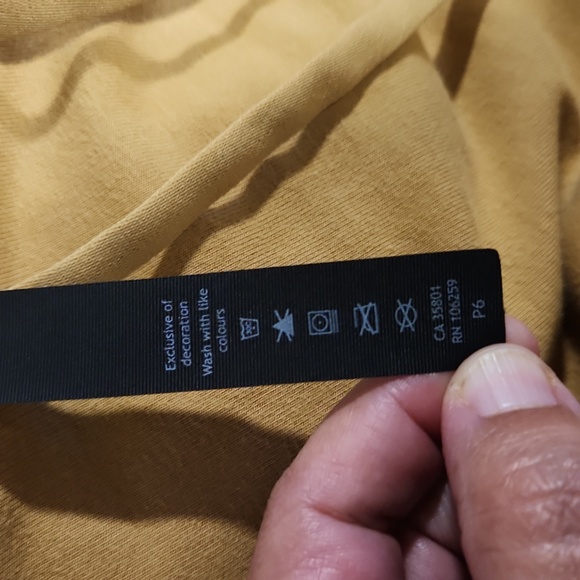 Exclusive of
decoration
Wash with like
colours
CA 35801
RN 106259
P6